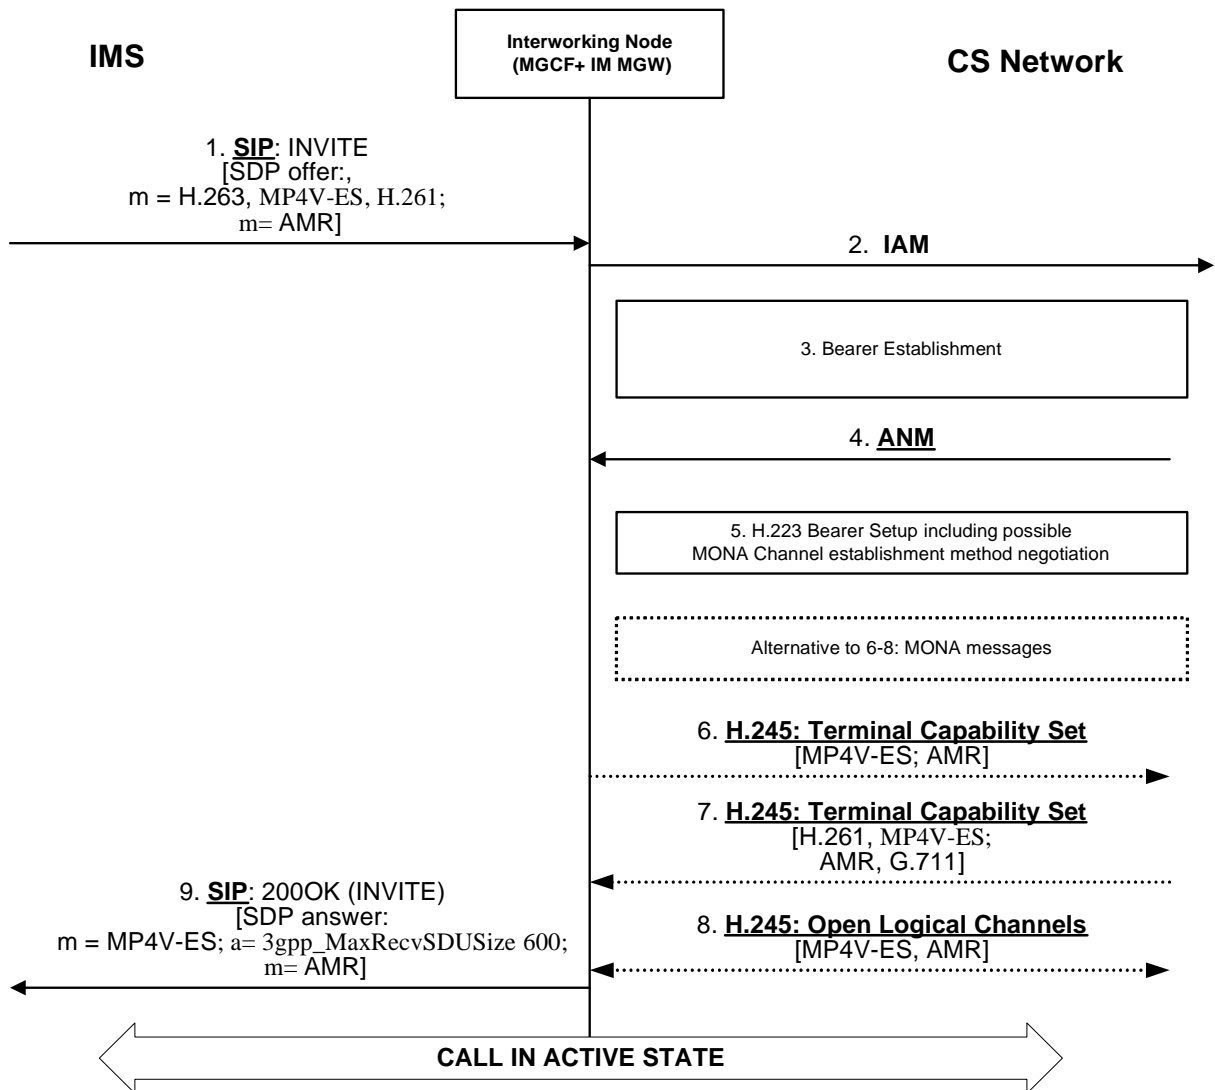 IMS
Interworking Node
(MGCF+ IM MGW)
CS Network
1. SIP: INVITE
[SDP offer:,
m = H.263, MP4V-ES, H.261;
m= AMR]
2. IAM
3. Bearer Establishment
4. ANM
5. H.223 Bearer Setup including possible
MONA Channel establishment method negotiation
Alternative to 6-8: MONA messages
6. H.245: Terminal Capability Set
[MP4V-ES; AMR]
7. H.245: Terminal Capability Set
[H.261, MP4V-ES;
AMR, G.711]
9. SIP: 200OK (INVITE)
[SDP answer:
m = MP4V-ES; a= 3gpp_MaxRecvSDUSize 600;
m= AMR]
8. H.245: Open Logical Channels
[MP4V-ES, AMR]
CALL IN ACTIVE STATE